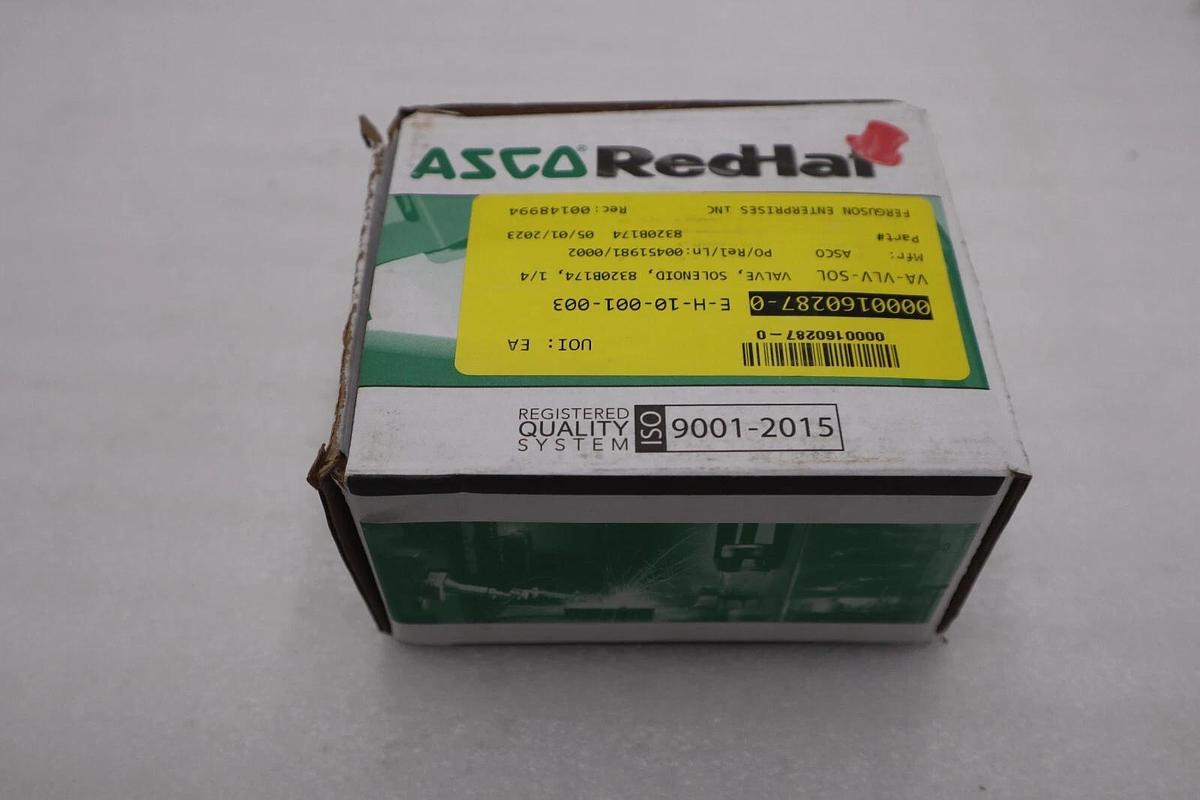 ASCO® RedHat
0000160287-0
UOI: EA
0000160287-0 E-H-10-001-003
VA-VLV-SOL VALVE, SOLENOID, 8320B174, 1/4
Mfr: ASCO PO/Rel/Ln:00451981/0002
Part# 8320B174 05/01/2023
FERGUSON ENTERPRISES INC Rec:00148994
REGISTERED
QUALITY
SYSTEM
ISO
9001-2015